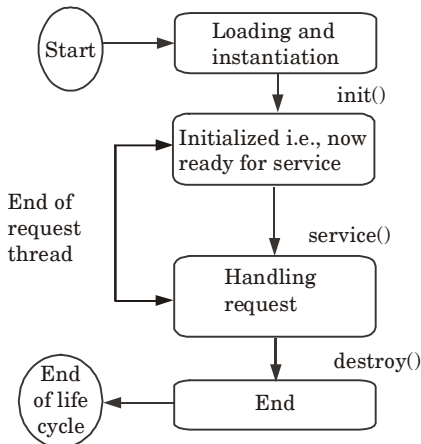 Start
Loading and
instantiation
init()
Initialized i.e., now
ready for service
End of
request
thread
service()
Handling
request
destroy()
End
of life
cycle
End